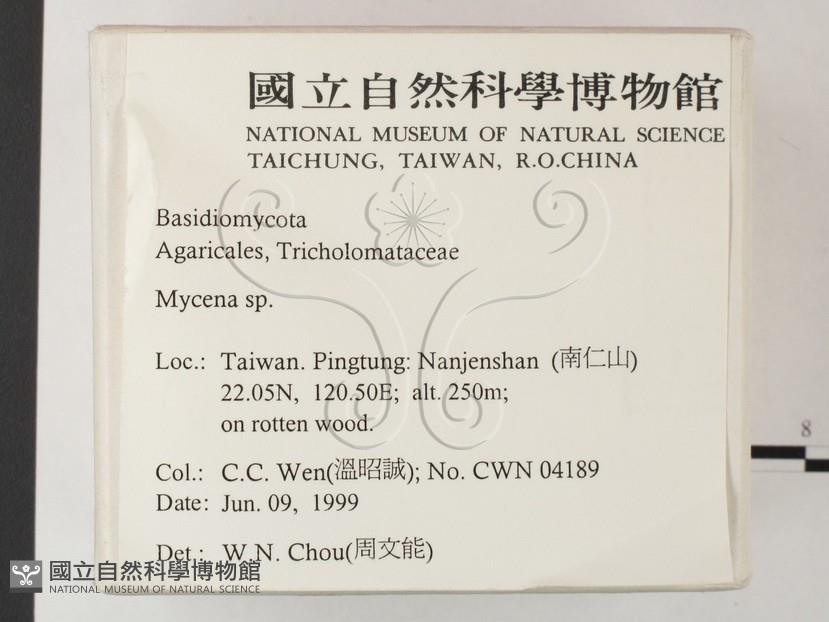 國立自然科學博物館
NATIONAL MUSEUM OF NATURAL SCIENCE
TAICHUNG, TAIWAN, R.O.CHINA
Basidiomycota
Agaricales, Tricholomataceae
Mycena sp.
Loc.: Taiwan. Pingtung: Nanjenshan (南仁山)
22.05N, 120.50E; alt. 250m;
on rotten wood.
Col.: C.C. Wen(溫昭誠); No. CWN 04189
Date: Jun. 09, 1999
Det.: W.N. Chou(周文能)
8
國立自然科學博物館
NATIONAL MUSEUM OF NATURAL SCIENCE